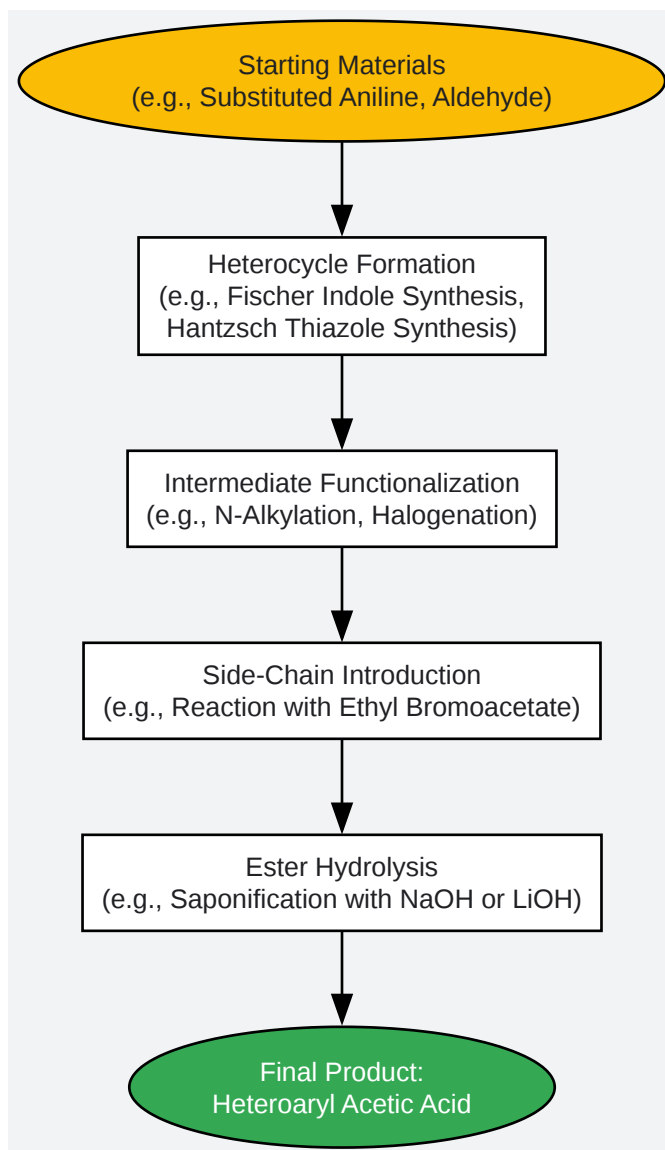 Starting Materials
(e.g., Substituted Aniline, Aldehyde)
Heterocycle Formation
(e.g., Fischer Indole Synthesis,
Hantzsch Thiazole Synthesis)
Intermediate Functionalization
(e.g., N-Alkylation, Halogenation)
Side-Chain Introduction
(e.g., Reaction with Ethyl Bromoacetate)
Ester Hydrolysis
(e.g., Saponification with NaOH or LiOH)
Final Product:
Heteroaryl Acetic Acid